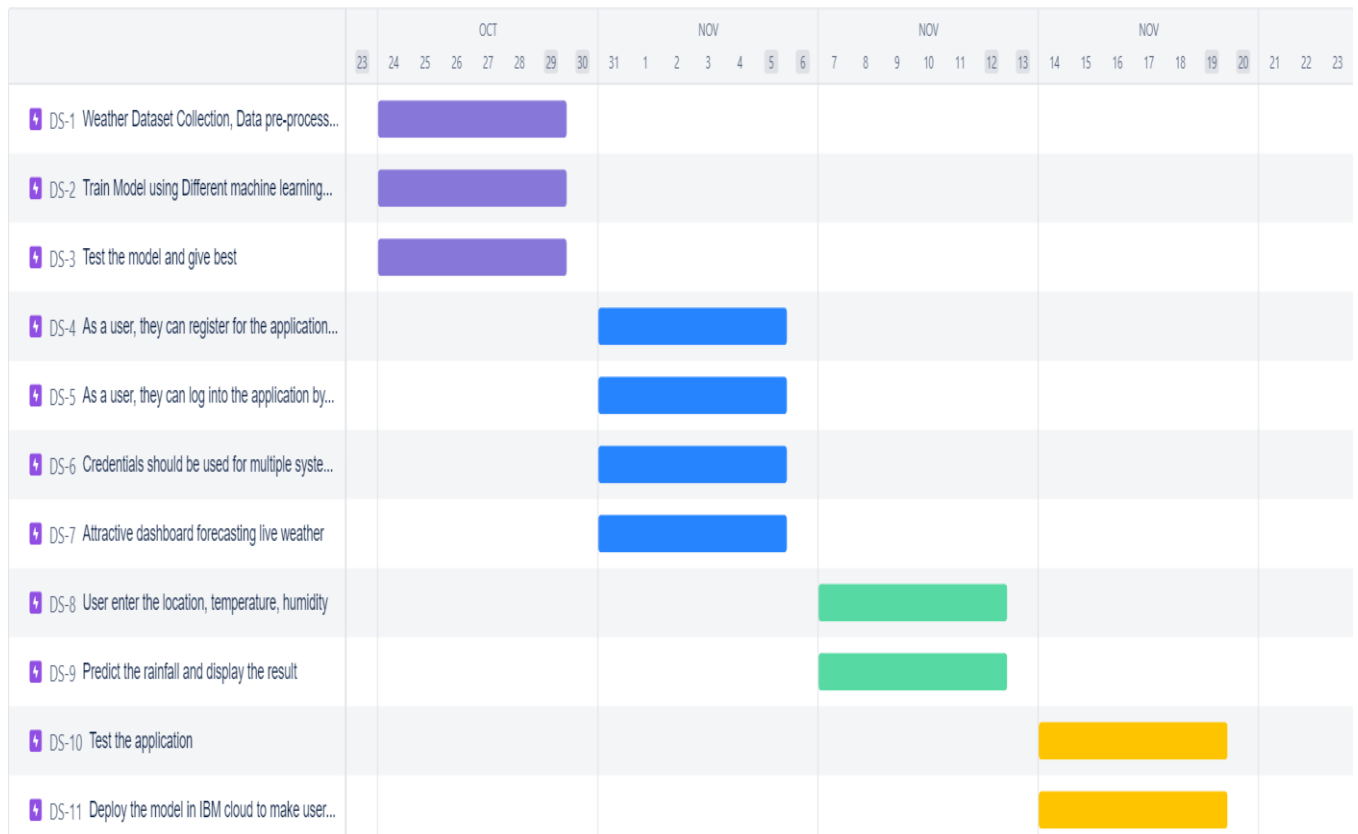 OCT NOV NOV NOV
23 24 25 26 27 28 29 30 31 1 2 3 4 5 6 7 8 9 10 11 12 13 14 15 16 17 18 19 20 21 22 23
DS-1 Weather Dataset Collection, Data pre-process...
DS-2 Train Model using Different machine learning...
DS-3 Test the model and give best
DS-4 As a user, they can register for the application...
DS-5 As a user, they can log into the application by...
DS-6 Credentials should be used for multiple syste...
DS-7 Attractive dashboard forecasting live weather
DS-8 User enter the location, temperature, humidity
DS-9 Predict the rainfall and display the result
DS-10 Test the application
DS-11 Deploy the model in IBM cloud to make user...